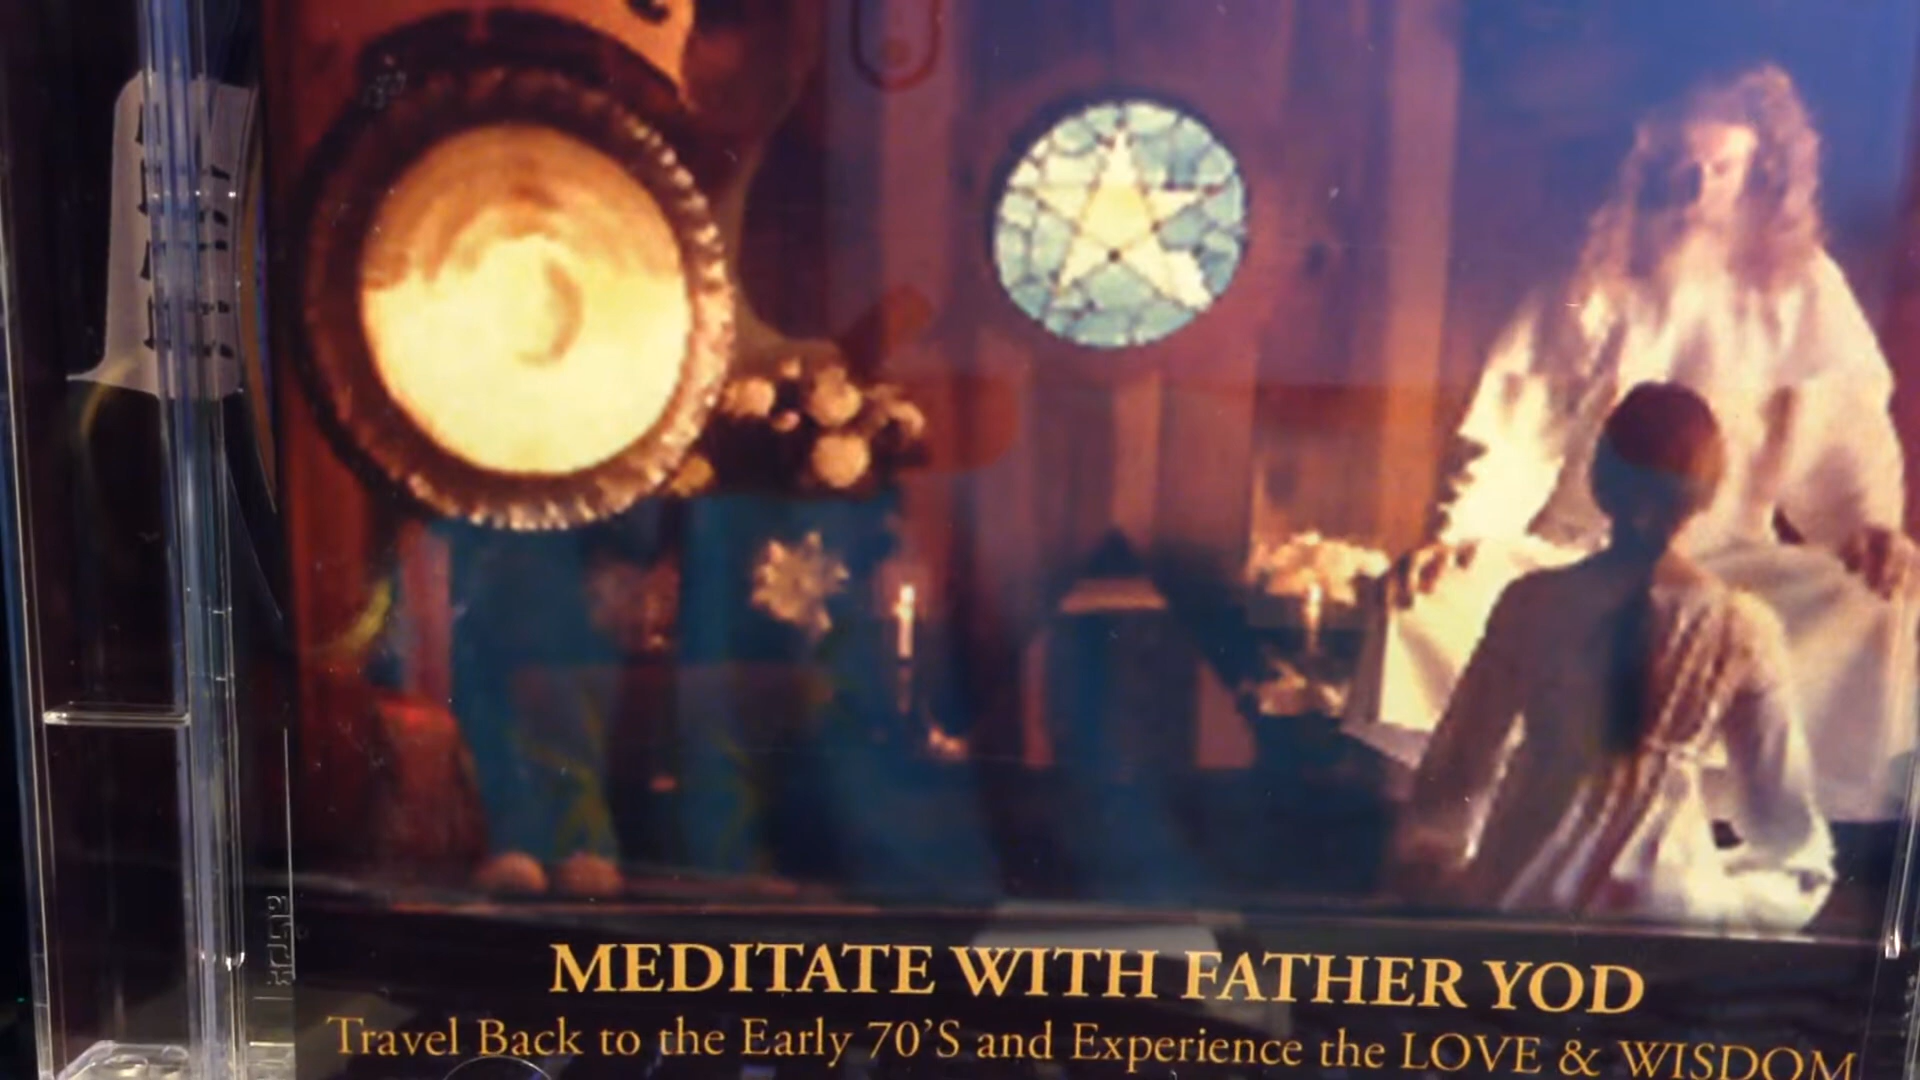 MEDITATE WITH FATHER YOD
Travel Back to the Early 70'S and Experience the LOVE & WISDOM